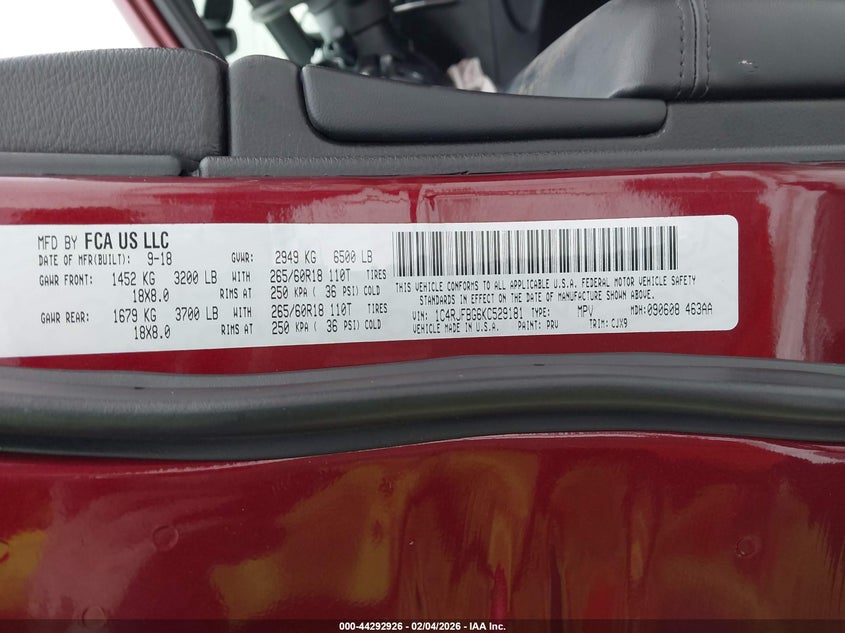 MFD BY FCA US LLC
DATE OF MFR(BUILT): 9-18 GVWR: 2949 KG 6500 LB
GAWR FRONT: 1452 KG 3200 LB WITH 265/60R18 110T TIRES
18X8.0 RIMS AT 250 KPA ( 36 PSI) COLD
GAWR REAR: 1679 KG 3700 LB WITH 265/60R18 110T TIRES
18X8.0 RIMS AT 250 KPA ( 36 PSI) COLD
THIS VEHICLE CONFORMS TO ALL APPLICABLE U.S.A. FEDERAL MOTOR VEHICLE SAFETY
STANDARDS IN EFFECT ON THE DATE OF MANUFACTURE SHOWN ABOVE.
VIN: 1C4RJFBG6KC529181 TYPE: MPV MDH: 090608 463AA
VEHICLE MADE IN U.S.A. PAINT: PRV TRIM: CJX9
000-44292926 - 02/04/2026 - IAA Inc.